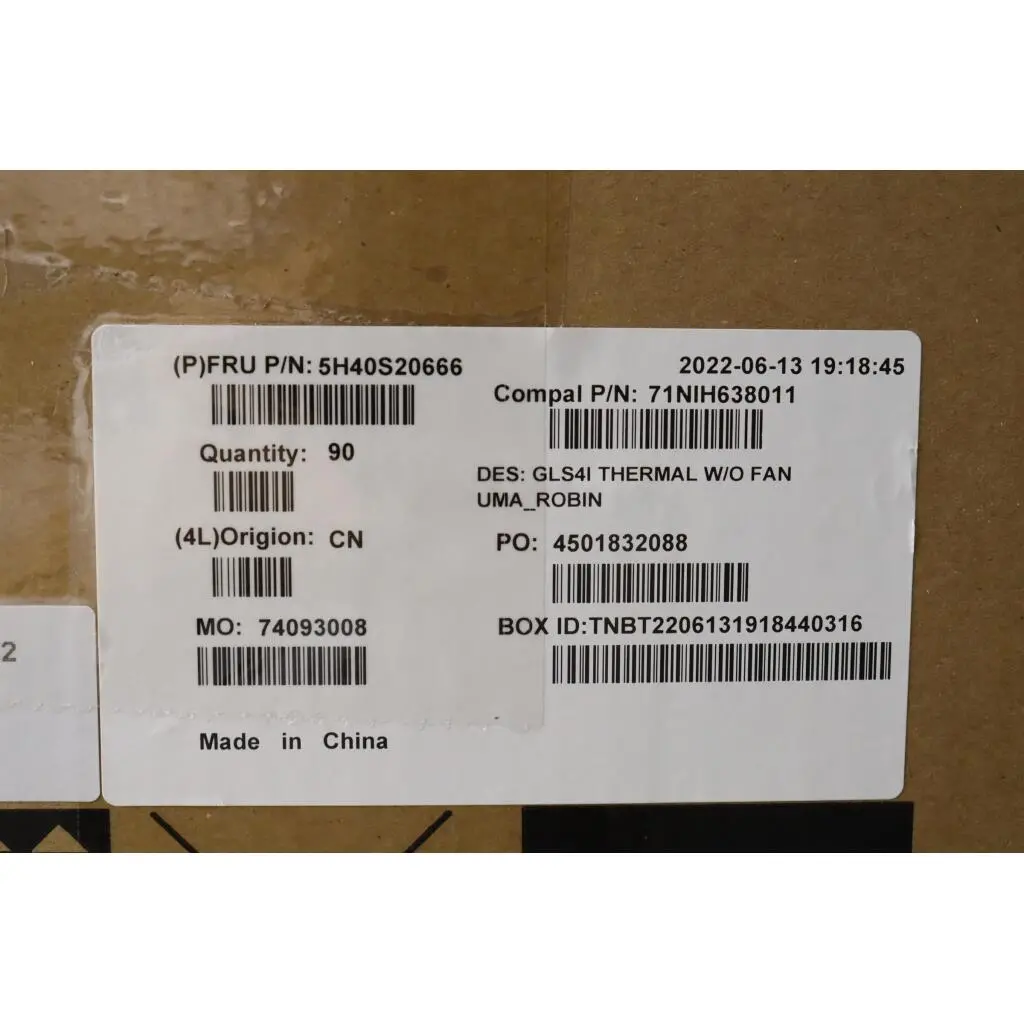 (P)FRU P/N: 5H40S20666
2022-06-13 19:18:45
Compal P/N: 71NIH638011
Quantity: 90
DES: GLS4I THERMAL W/O FAN
UMA_ROBIN
(4L)Origion: CN
PO: 4501832088
MO: 74093008
BOX ID:TNBT2206131918440316
2
Made in China